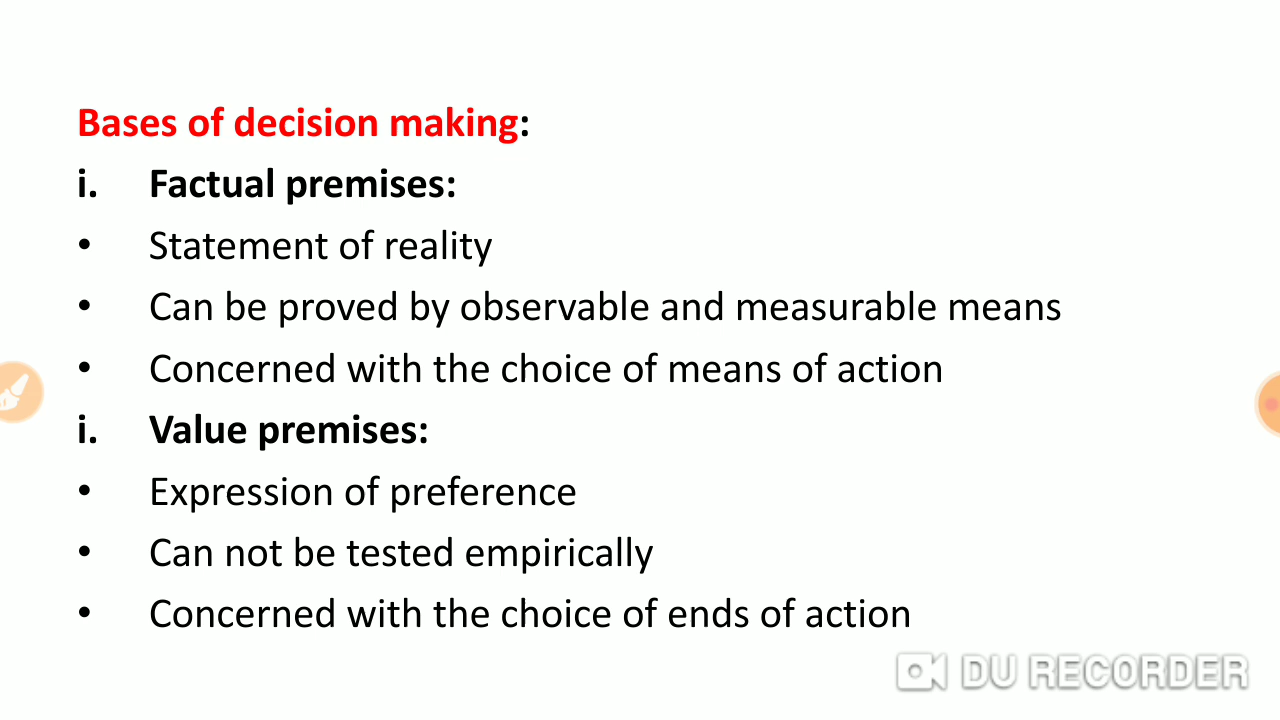 Bases of decision making:
i. Factual premises:
• Statement of reality
• Can be proved by observable and measurable means
• Concerned with the choice of means of action
i. Value premises:
• Expression of preference
• Can not be tested empirically
• Concerned with the choice of ends of action
DU RECORDER